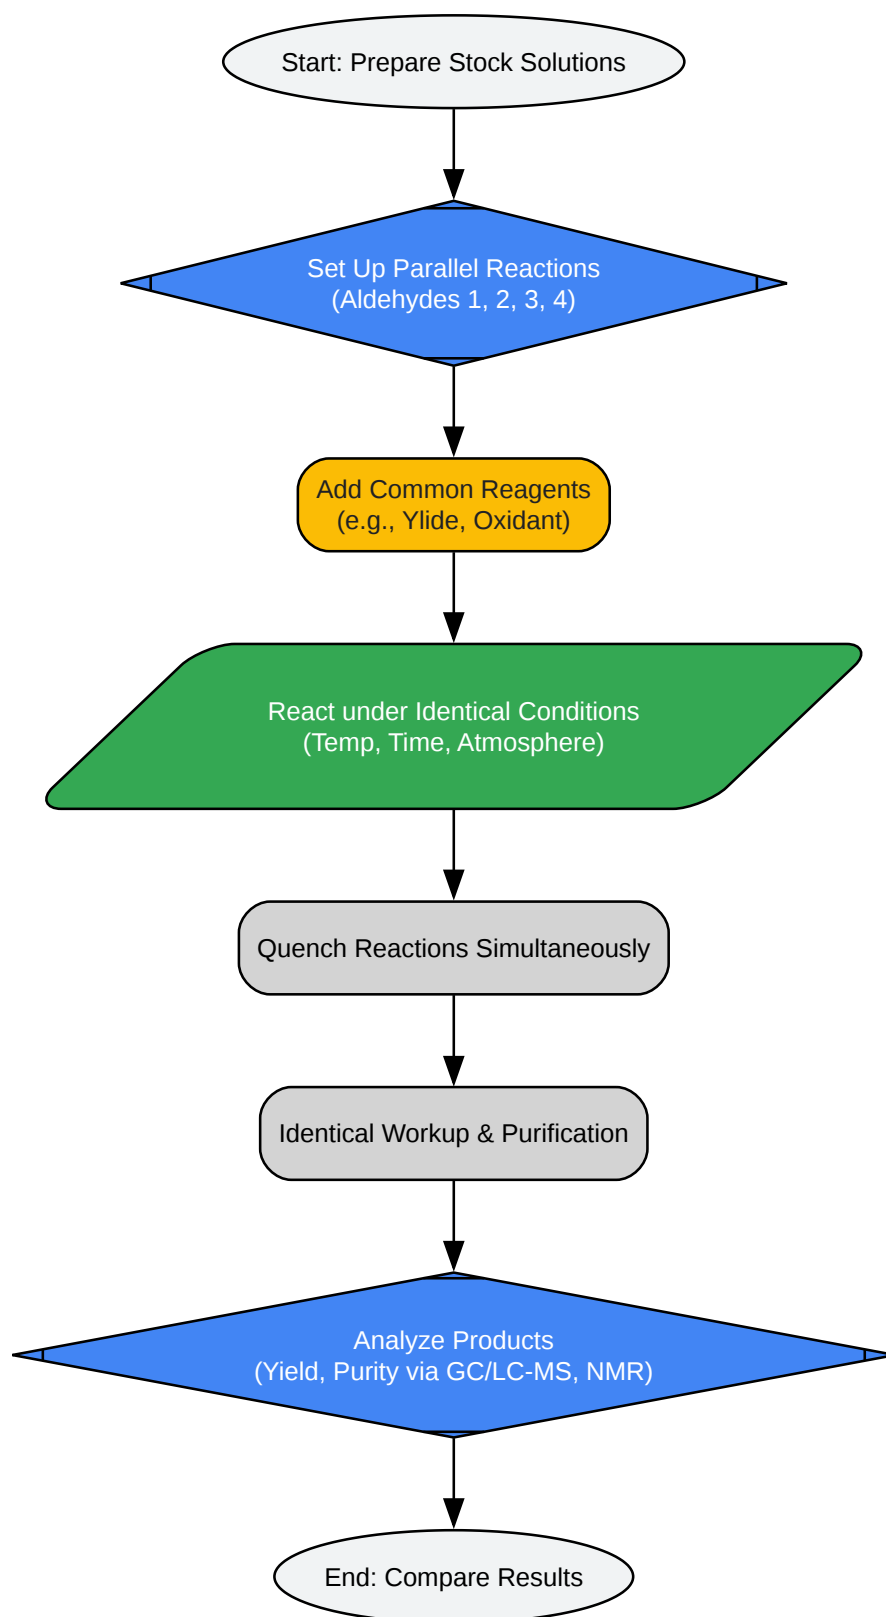 Start: Prepare Stock Solutions
Set Up Parallel Reactions
(Aldehydes 1, 2, 3, 4)
Add Common Reagents
(e.g., Ylide, Oxidant)
React under Identical Conditions
(Temp, Time, Atmosphere)
Quench Reactions Simultaneously
Identical Workup & Purification
Analyze Products
(Yield, Purity via GC/LC-MS, NMR)
End: Compare Results